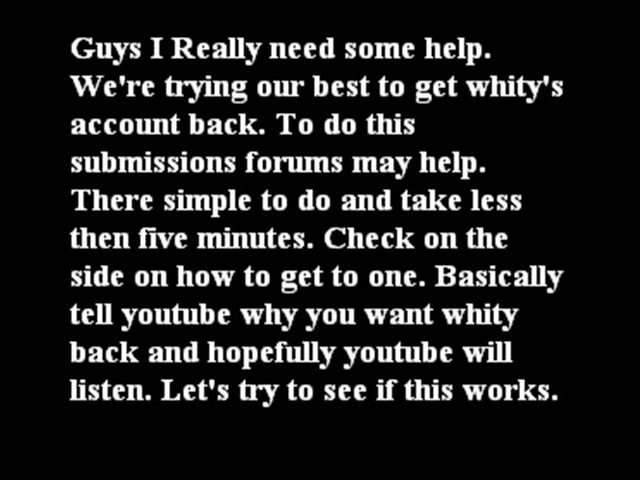 Guys I Really need some help.
We're trying our best to get whity's
account back. To do this
submissions forums may help.
There simple to do and take less
then five minutes. Check on the
side on how to get to one. Basically
tell youtube why you want whity
back and hopefully youtube will
listen. Let's try to see if this works.